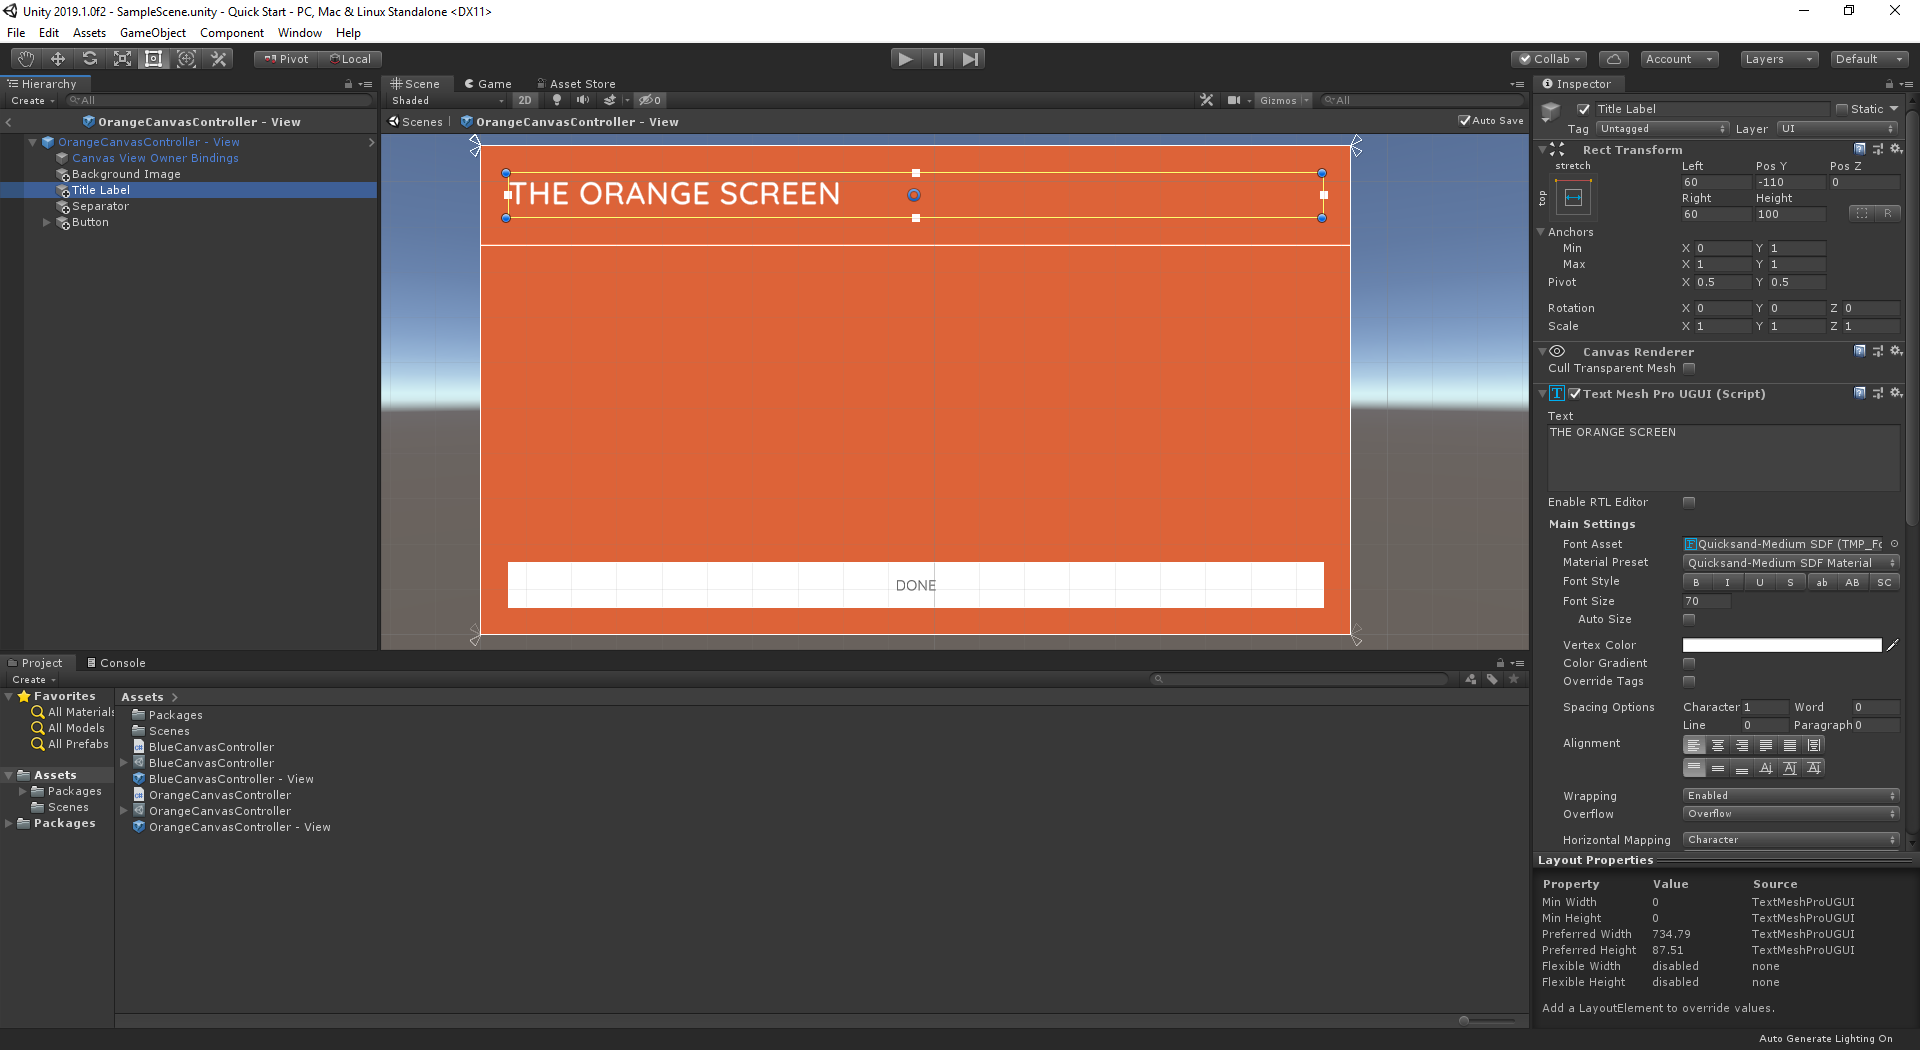 Unity 2019.1.0f2 - SampleScene.unity - Quick Start - PC, Mac & Linux Standalone <DX11>
File Edit Assets GameObject Component Window Help
Pivot Local Collab Account Layers Default
Hierarchy
Create All
OrangeCanvasController - View
OrangeCanvasController - View
Canvas View Owner Bindings
Background Image
Title Label
Separator
Button
Scene Game Asset Store
Shaded 2D 0 Gizmos All
Scenes OrangeCanvasController - View Auto Save
THE ORANGE SCREEN
DONE
Inspector
Title Label Static
Tag Untagged Layer UI
Rect Transform
stretch Left Pos Y Pos Z
top 60 -110 0
Right Height
60 100 R
Anchors
Min X 0 Y 1
Max X 1 Y 1
Pivot X 0.5 Y 0.5
Rotation X 0 Y 0 Z 0
Scale X 1 Y 1 Z 1
Canvas Renderer
Cull Transparent Mesh
Text Mesh Pro UGUI (Script)
Text
THE ORANGE SCREEN
Enable RTL Editor
Main Settings
Font Asset Quicksand-Medium SDF (TMP_Fo
Material Preset Quicksand-Medium SDF Material
Font Style B I U S ab AB SC
Font Size 70
Auto Size
Vertex Color
Color Gradient
Override Tags
Spacing Options Character 1 Word 0
Line 0 Paragraph 0
Alignment
Wrapping Enabled
Overflow Overflow
Horizontal Mapping Character
Layout Properties
Property Value Source
Min Width 0 TextMeshProUGUI
Min Height 0 TextMeshProUGUI
Preferred Width 734.79 TextMeshProUGUI
Preferred Height 87.51 TextMeshProUGUI
Flexible Width disabled none
Flexible Height disabled none
Add a LayoutElement to override values.
Project Console
Create
Favorites
All Materials
All Models
All Prefabs
Assets
Packages
Scenes
Packages
Assets
Packages
Scenes
BlueCanvasController
BlueCanvasController
BlueCanvasController - View
OrangeCanvasController
OrangeCanvasController
OrangeCanvasController - View
Auto Generate Lighting On